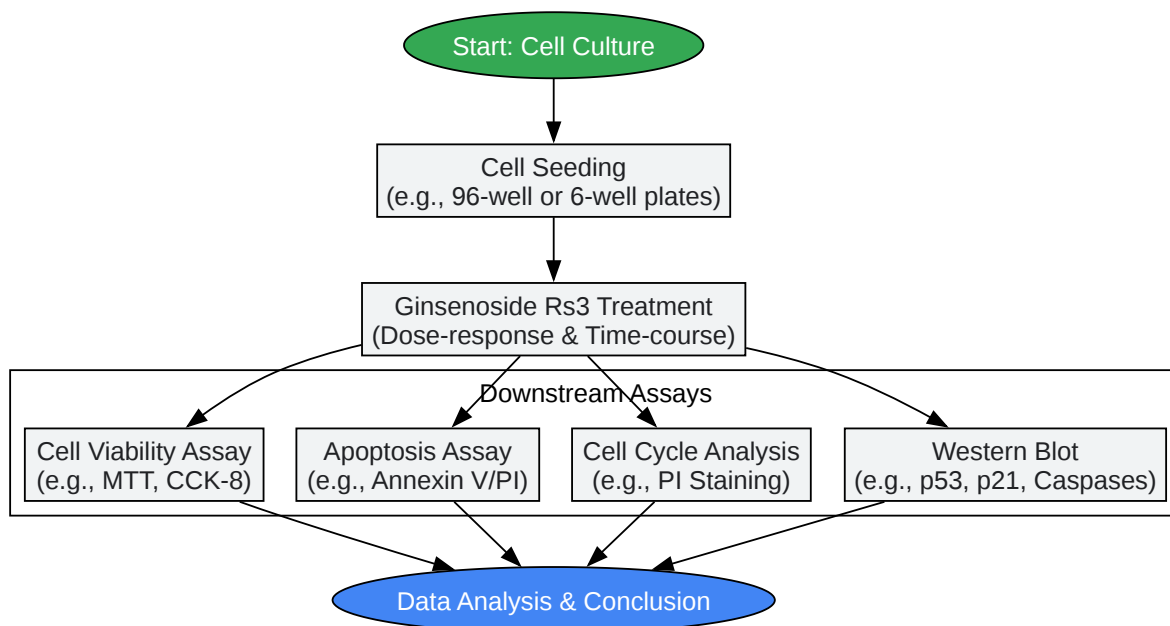 Start: Cell Culture
Cell Seeding
(e.g., 96-well or 6-well plates)
Ginsenoside Rs3 Treatment
(Dose-response & Time-course)
Downstream Assays
Cell Viability Assay
(e.g., MTT, CCK-8)
Apoptosis Assay
(e.g., Annexin V/PI)
Cell Cycle Analysis
(e.g., PI Staining)
Western Blot
(e.g., p53, p21, Caspases)
Data Analysis & Conclusion